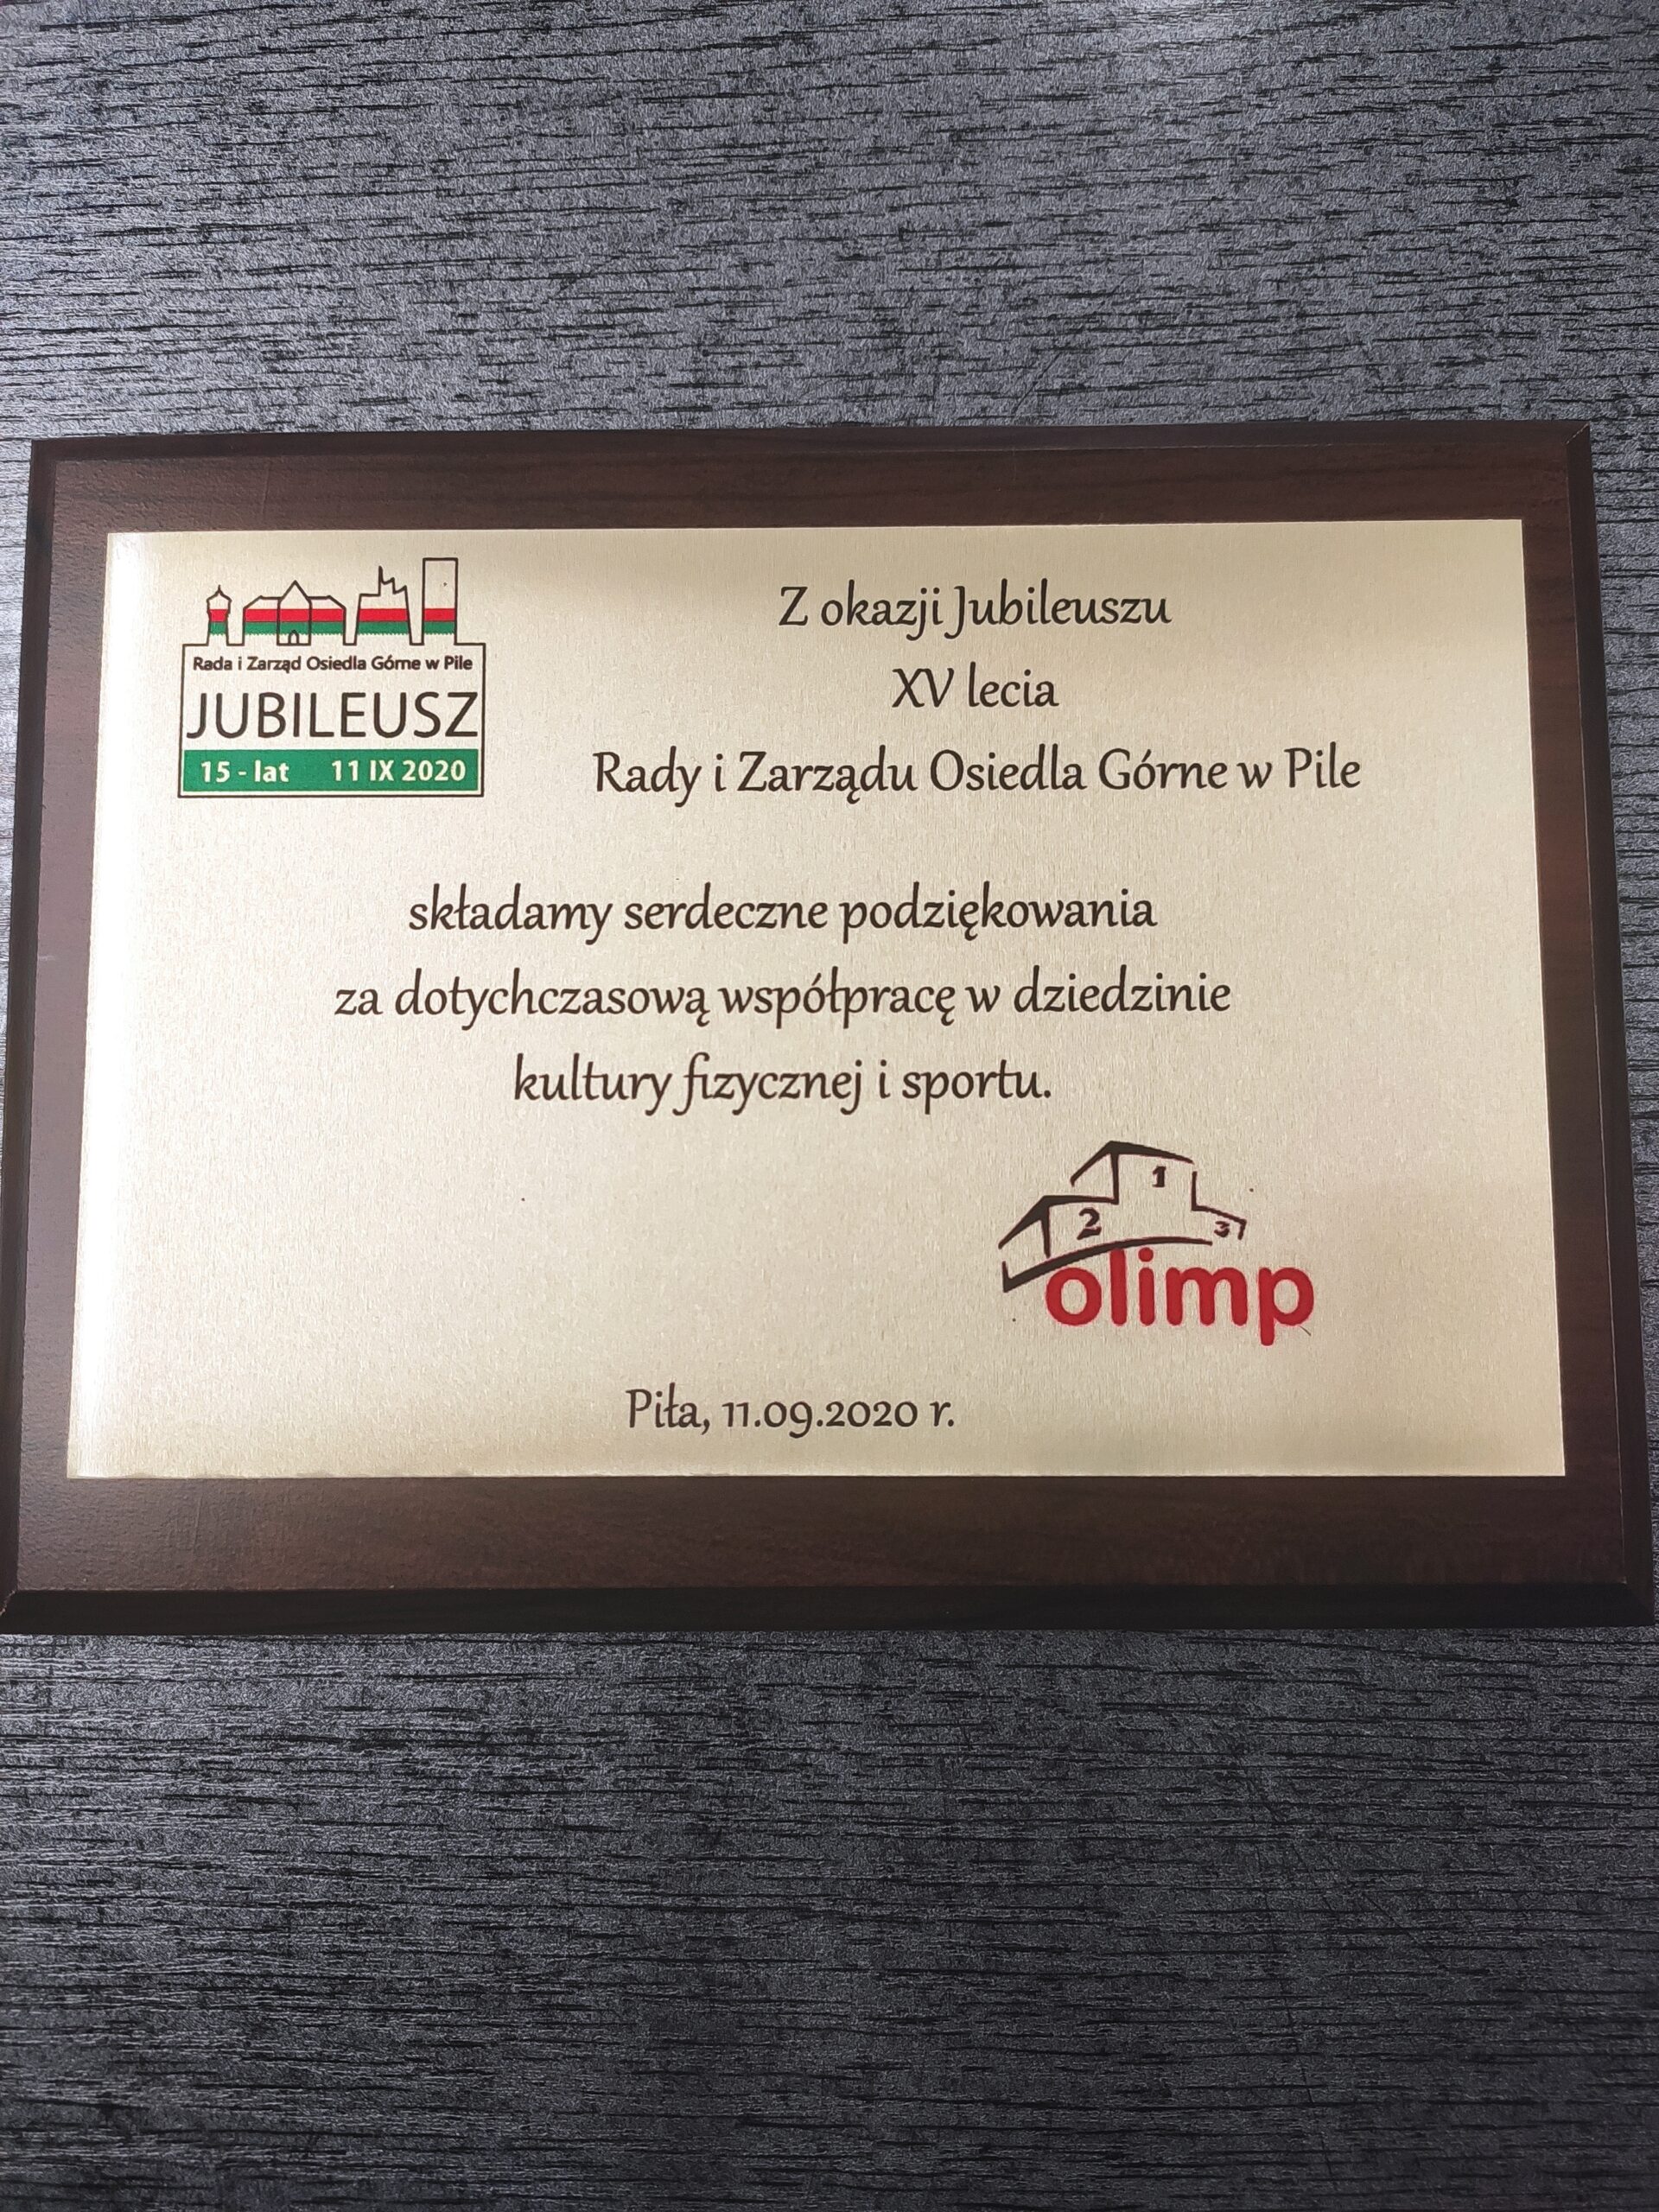 Rada i Zarząd Osiedla Górne w Pile
JUBILEUSZ
15 - lat 11 IX 2020
Z okazji Jubileuszu
XV lecia
Rady i Zarządu Osiedla Górne w Pile
składamy serdeczne podziękowania
za dotychczasową współpracę w dziedzinie
kultury fizycznej i sportu.
1
2 3
olimp
Piła, 11.09.2020 r.